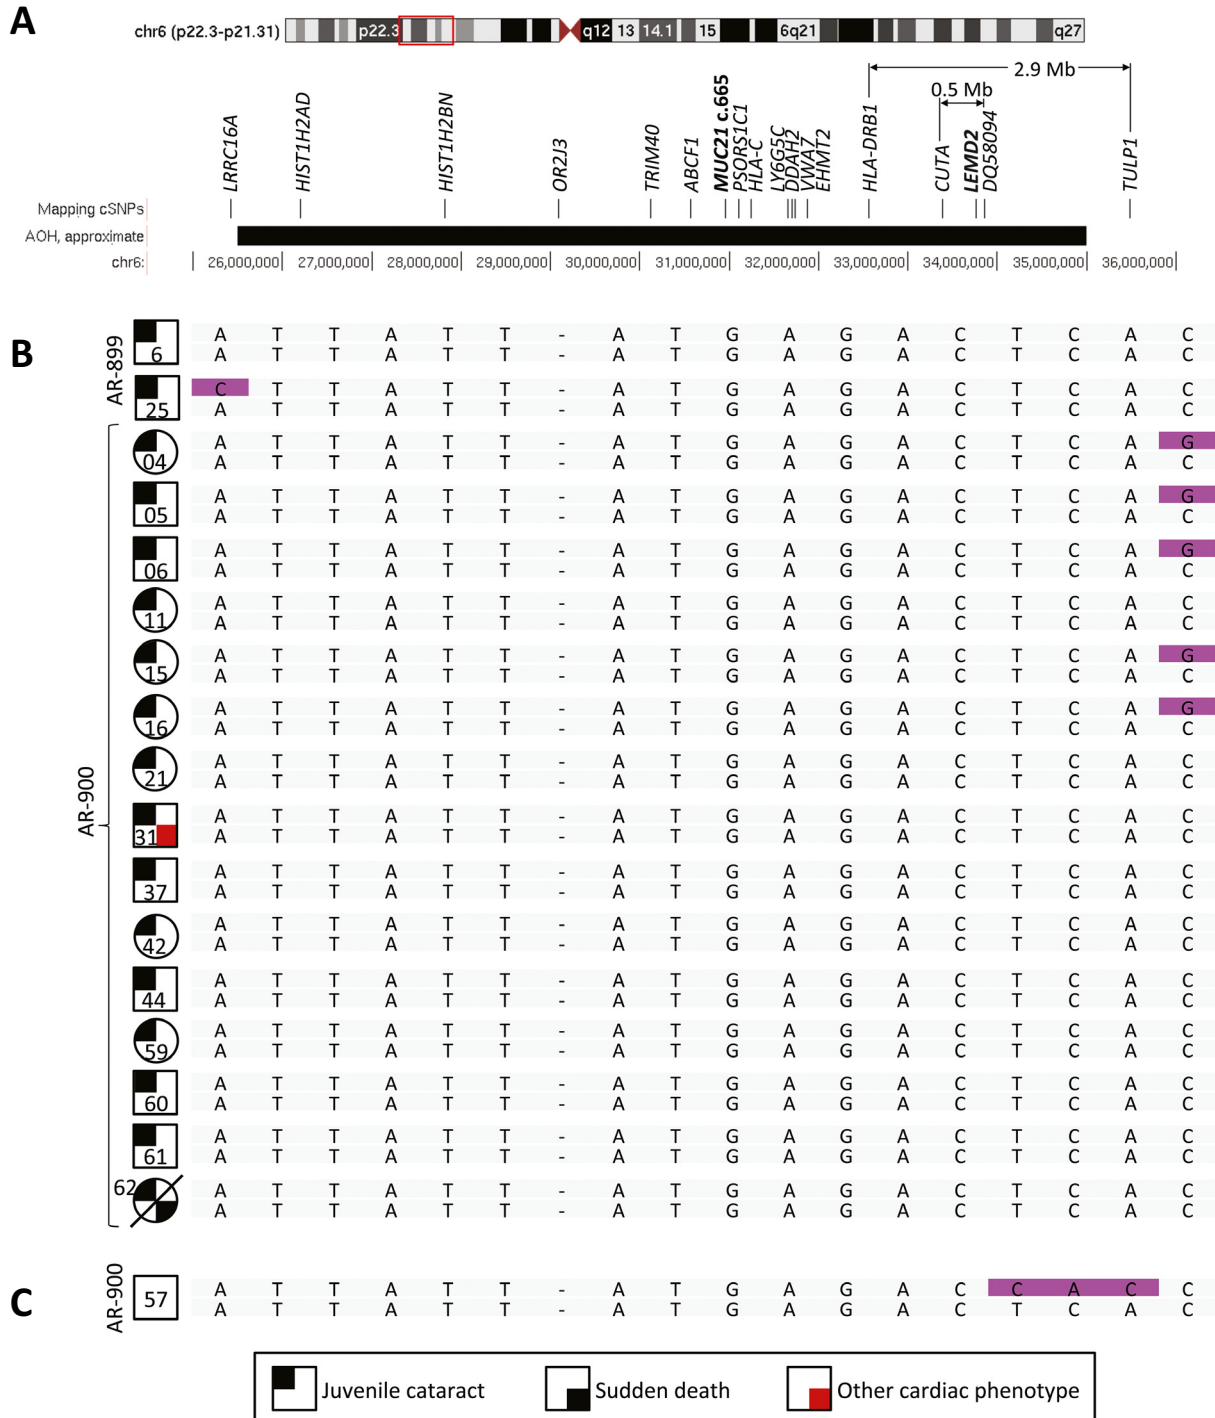 A
chr6 (p22.3-p21.31) p22.3 q12 13 14.1 15 6q21 q27
2.9 Mb
0.5 Mb
LRRC16A HIST1H2AD HIST1H2BN OR2J3 TRIM40 ABCF1 MUC21 c.665 PSORS1C1 HLA-C LY6G5C DDAH2 VWA7 EHMT2 HLA-DRB1 CUTA LEMD2 DQ58094 TULP1
Mapping cSNPs
AOH, approximate
chr6: 26,000,000 27,000,000 28,000,000 29,000,000 30,000,000 31,000,000 32,000,000 33,000,000 34,000,000 35,000,000 36,000,000
B
AR-899
6 A T T A T T - A T G A G A C T C A C
A T T A T T - A T G A G A C T C A C
25 C T T A T T - A T G A G A C T C A C
A T T A T T - A T G A G A C T C A C
AR-900
04 A T T A T T - A T G A G A C T C A G
A T T A T T - A T G A G A C T C A C
05 A T T A T T - A T G A G A C T C A G
A T T A T T - A T G A G A C T C A C
06 A T T A T T - A T G A G A C T C A G
A T T A T T - A T G A G A C T C A C
11 A T T A T T - A T G A G A C T C A C
A T T A T T - A T G A G A C T C A C
15 A T T A T T - A T G A G A C T C A G
A T T A T T - A T G A G A C T C A C
16 A T T A T T - A T G A G A C T C A G
A T T A T T - A T G A G A C T C A C
21 A T T A T T - A T G A G A C T C A C
A T T A T T - A T G A G A C T C A C
31 A T T A T T - A T G A G A C T C A C
A T T A T T - A T G A G A C T C A C
37 A T T A T T - A T G A G A C T C A C
A T T A T T - A T G A G A C T C A C
42 A T T A T T - A T G A G A C T C A C
A T T A T T - A T G A G A C T C A C
44 A T T A T T - A T G A G A C T C A C
A T T A T T - A T G A G A C T C A C
59 A T T A T T - A T G A G A C T C A C
A T T A T T - A T G A G A C T C A C
60 A T T A T T - A T G A G A C T C A C
A T T A T T - A T G A G A C T C A C
61 A T T A T T - A T G A G A C T C A C
A T T A T T - A T G A G A C T C A C
62 A T T A T T - A T G A G A C T C A C
A T T A T T - A T G A G A C T C A C
C
AR-900
57 A T T A T T - A T G A G A C C A C C
A T T A T T - A T G A G A C T C A C
Juvenile cataract Sudden death Other cardiac phenotype